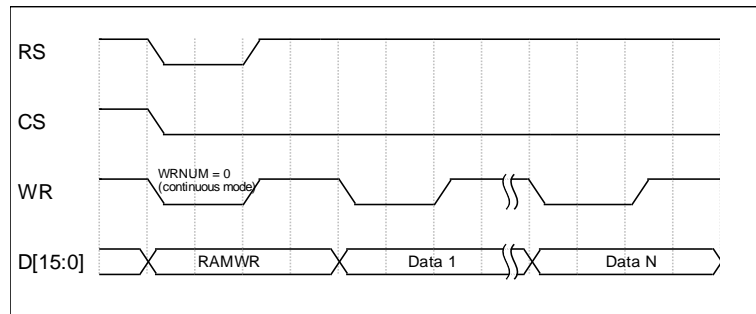 RS
CS
WRNUM = 0
(continuous mode)
WR
D[15:0]
RAMWR
Data 1
Data N